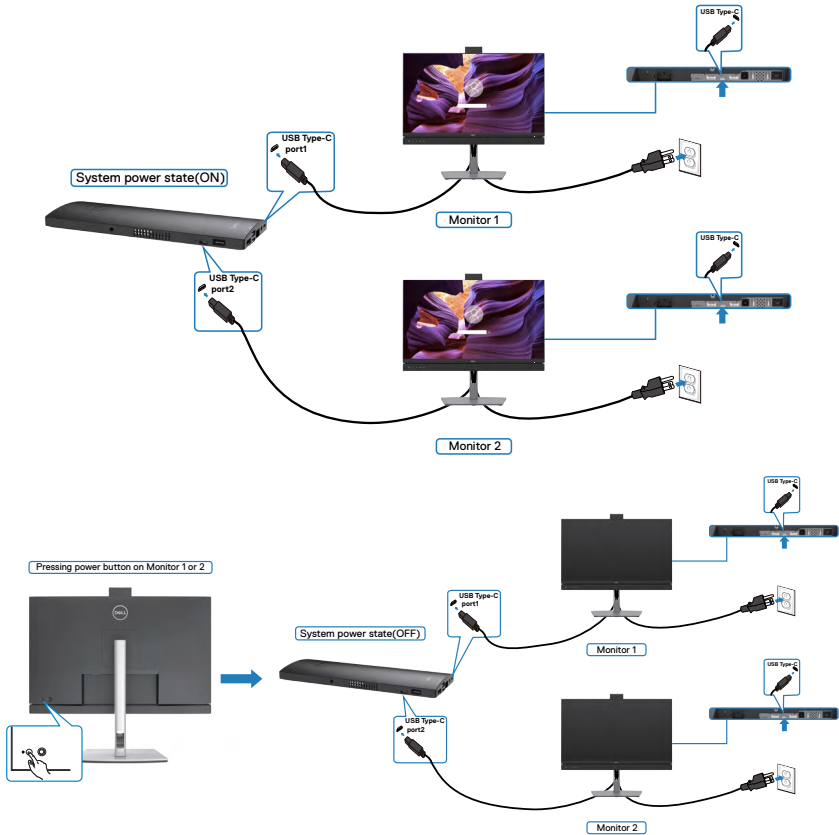 USB Type-C
USB Type-C
port1
System power state(ON)
Monitor 1
USB Type-C
USB Type-C
port2
Monitor 2
USB Type-C
Pressing power button on Monitor 1 or 2
DELL
USB Type-C
port1
System power state(OFF)
Monitor 1
USB Type-C
USB Type-C
port2
Monitor 2